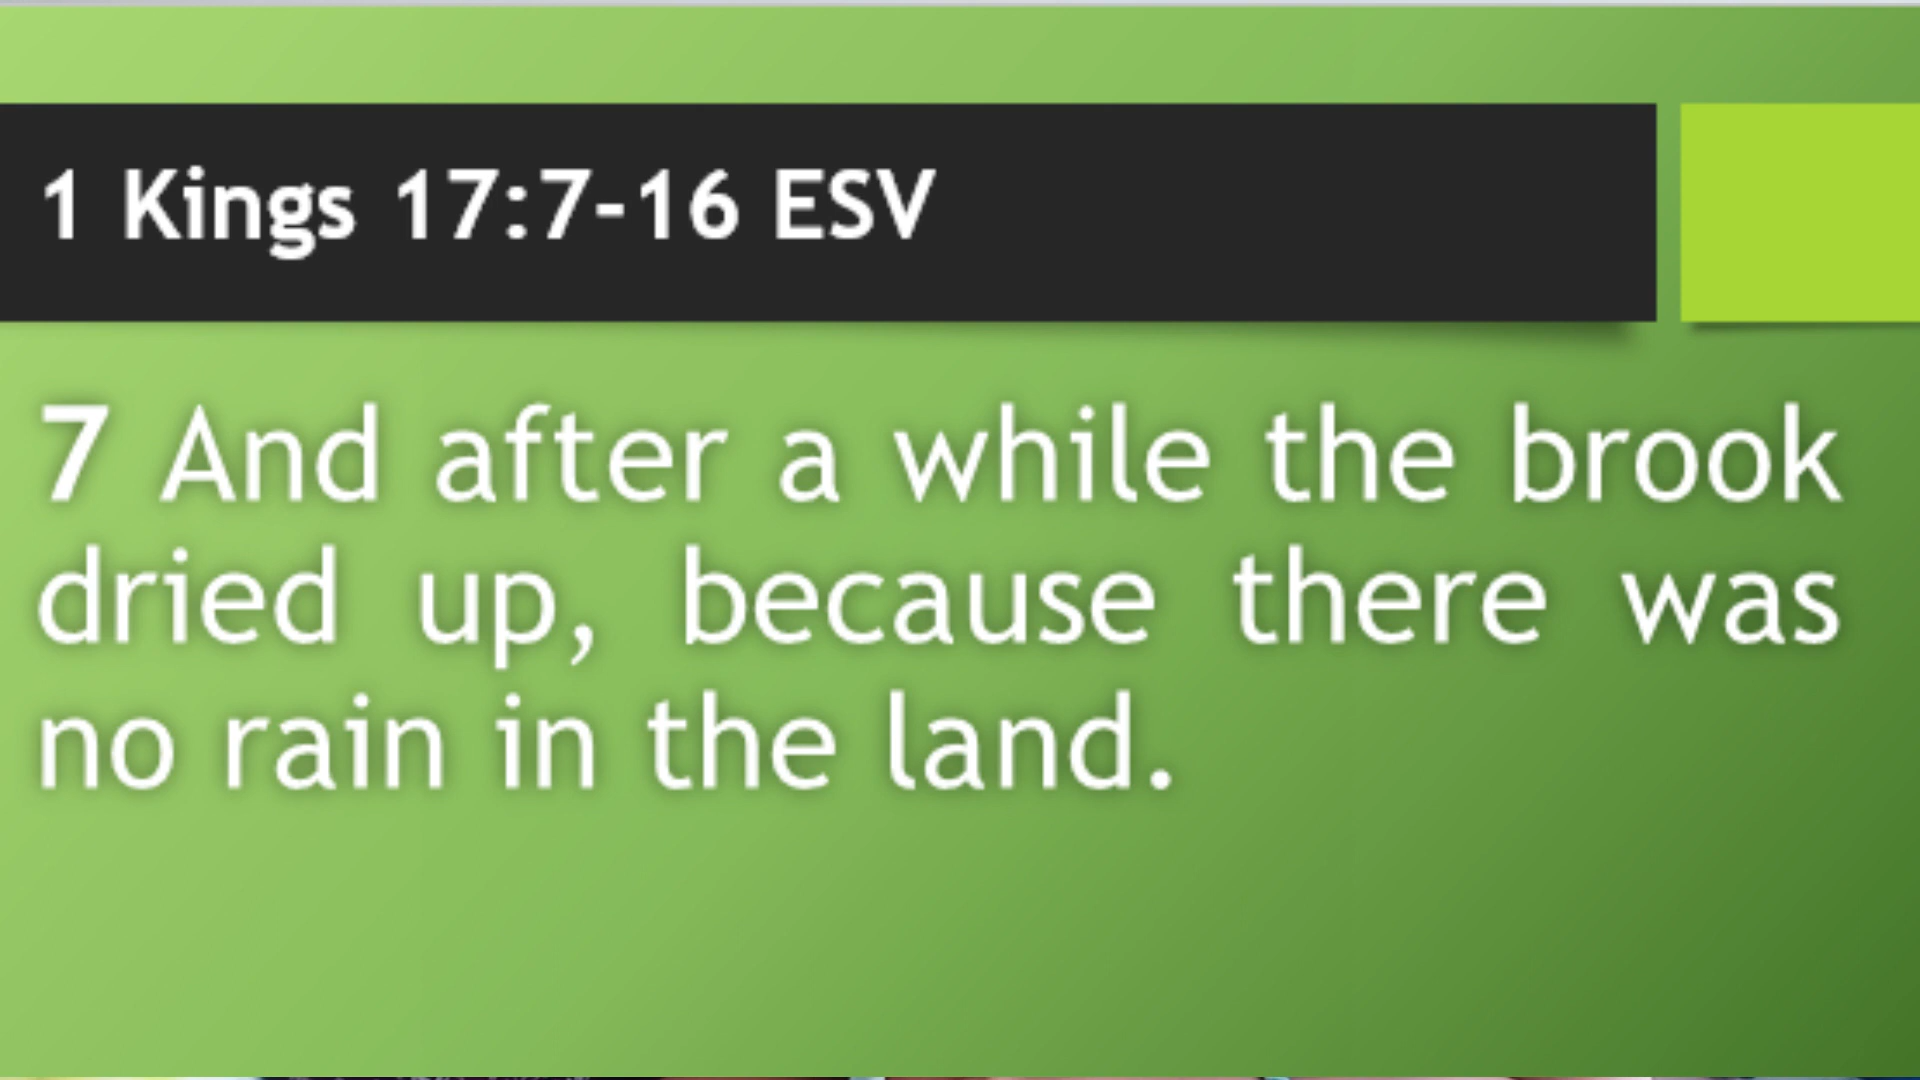 1 Kings 17:7-16 ESV
7 And after a while the brook
dried up, because there was
no rain in the land.